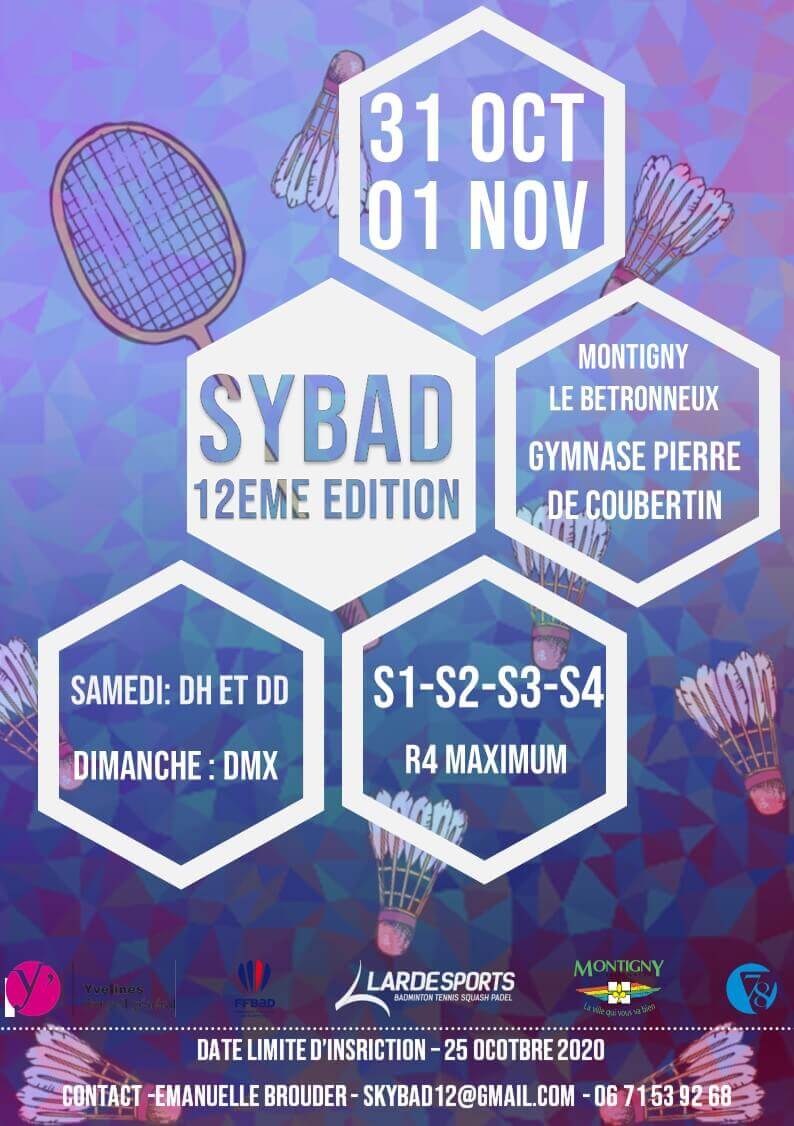 31 OCT
01 NOV
SYBAD
12EME EDITION
MONTIGNY
LE BETRONNEUX
GYMNASE PIERRE
DE COUBERTIN
SAMEDI: DH ET DD
DIMANCHE : DMX
S1-S2-S3-S4
R4 MAXIMUM
Yvelines
FFBaD
LARDESPORTS
BADMINTON TENNIS SQUASH PADEL
MONTIGNY
La ville qui vous va bien
78
DATE LIMITE D'INSRICTION – 25 OCOTBRE 2020
CONTACT -EMANUELLE BROUDER - SKYBAD12@GMAIL.COM - 06 71 53 92 68